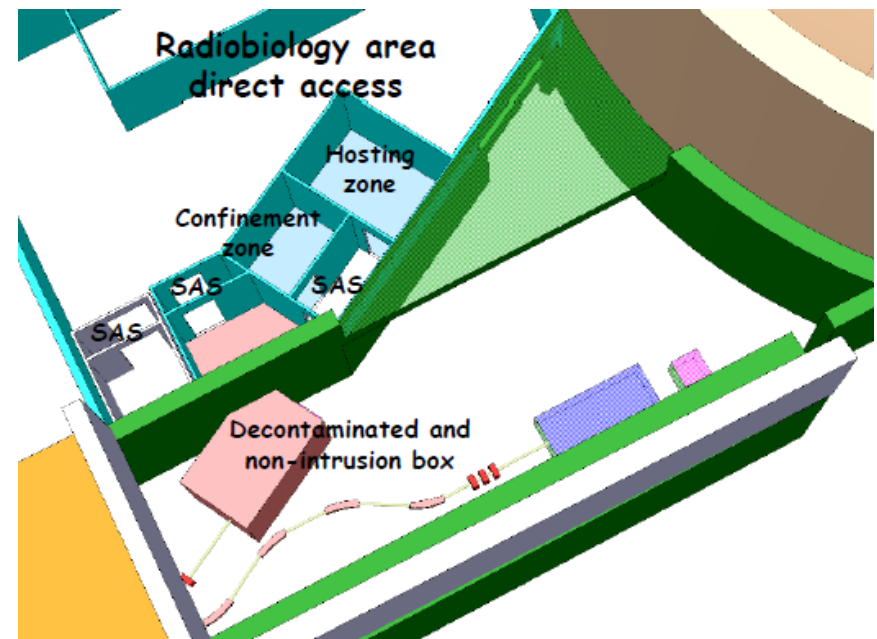 Radiobiology area
direct access
Hosting
zone
Confinement
zone
SAS
SAS
SAS
Decontaminated and
non-intrusion box